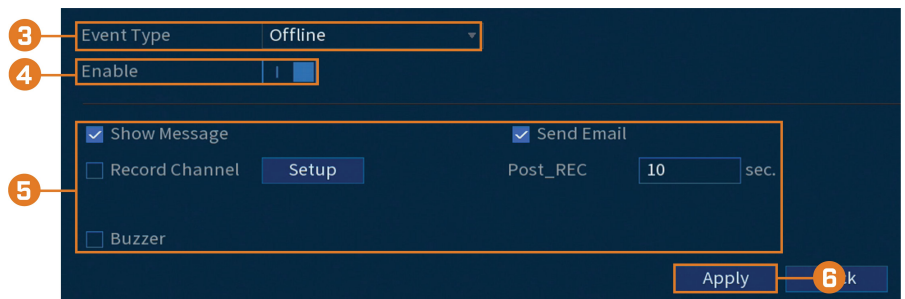 3 Event Type Offline
4 Enable
Show Message Send Email
5 Record Channel Setup Post_REC 10 sec.
Buzzer
Apply 6